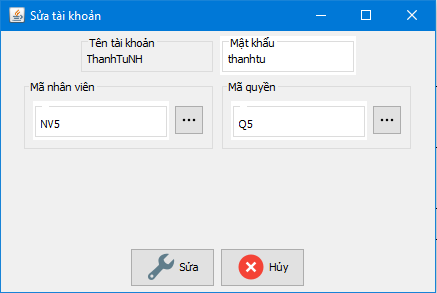 Sửa tài khoản
Tên tài khoản
ThanhTuNH
Mật khẩu
thanhtu
Mã nhân viên
NV5
...
Mã quyền
Q5
...
Sửa
Hủy